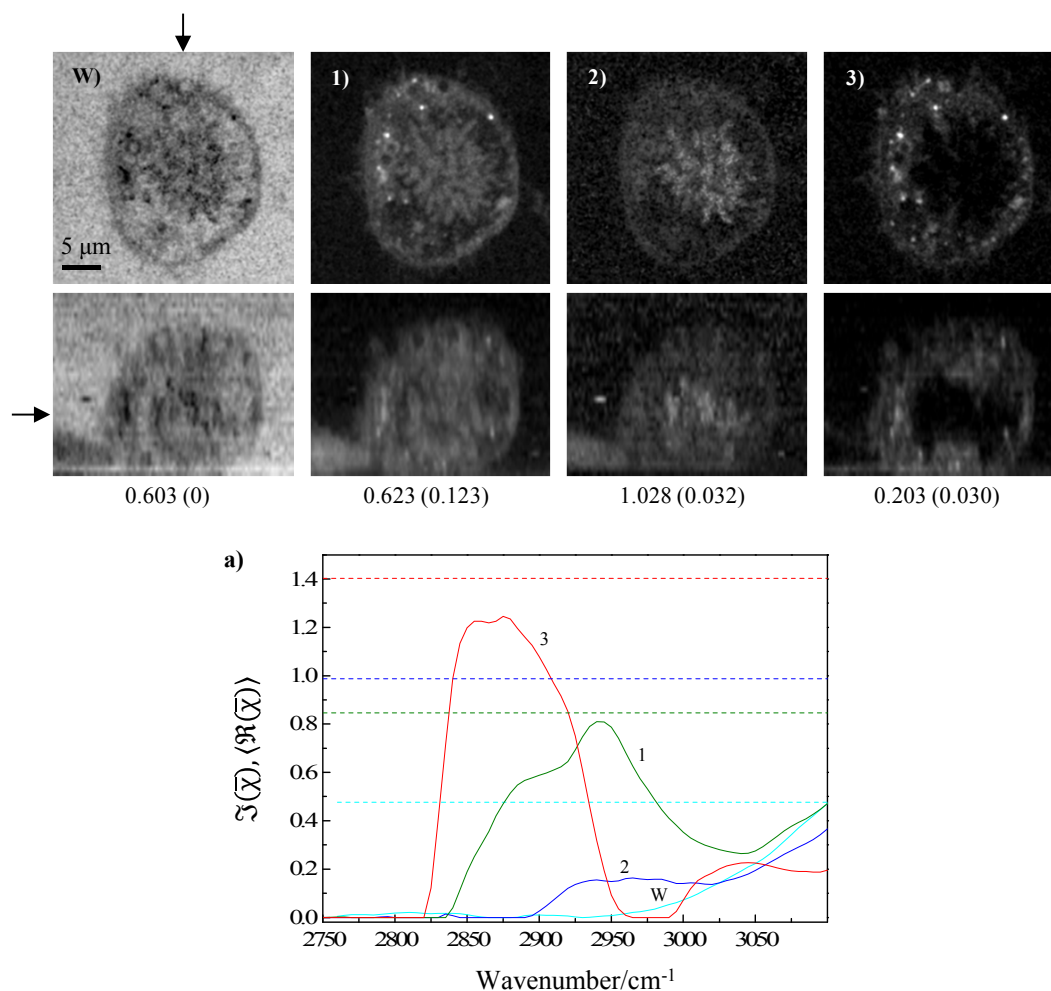 W)
1)
2)
3)
5 μm
0.603 (0)
0.623 (0.123)
1.028 (0.032)
0.203 (0.030)
a)
ℑ(χ̅), ⟨ℜ(χ̅)⟩
1.4
1.2
1.0
0.8
0.6
0.4
0.2
0.0
3
1
2
W
2750 2800 2850 2900 2950 3000 3050
Wavenumber/cm⁻¹